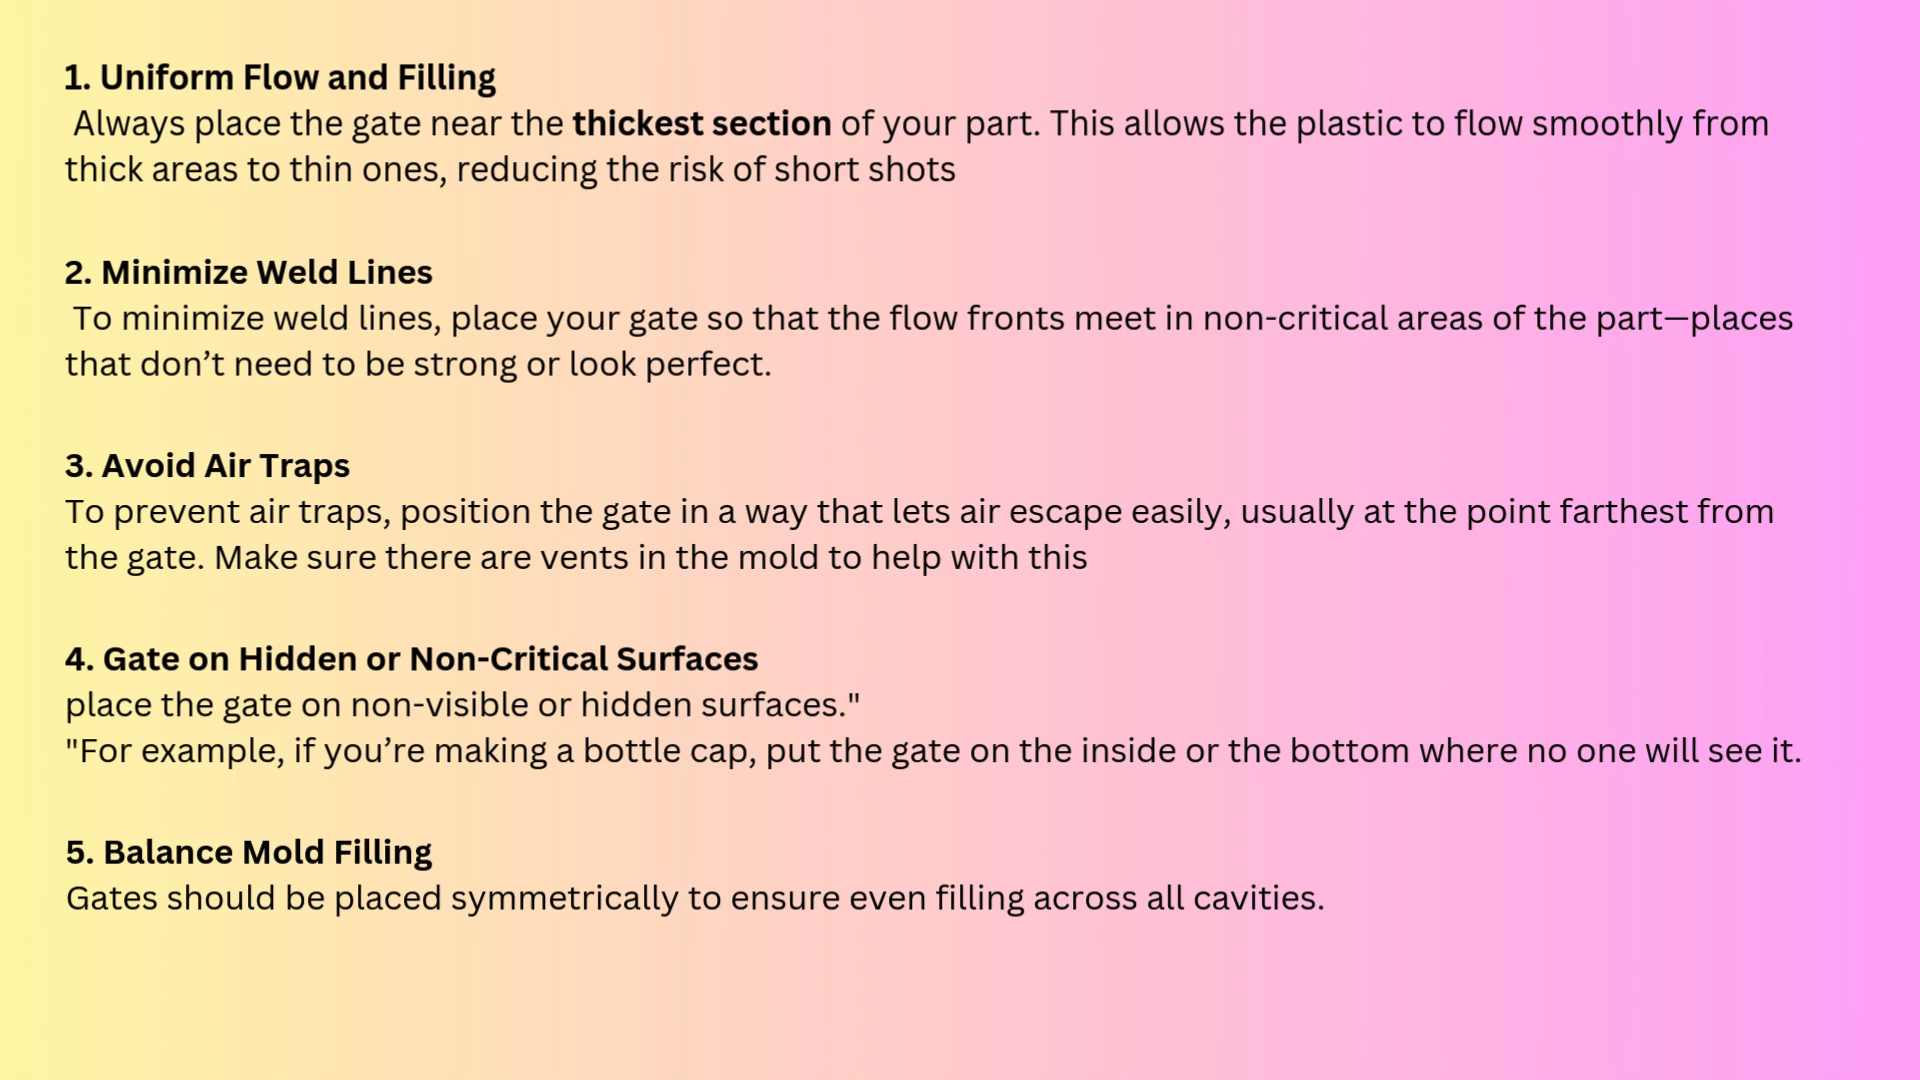 1. Uniform Flow and Filling
Always place the gate near the thickest section of your part. This allows the plastic to flow smoothly from
thick areas to thin ones, reducing the risk of short shots
2. Minimize Weld Lines
To minimize weld lines, place your gate so that the flow fronts meet in non-critical areas of the part—places
that don’t need to be strong or look perfect.
3. Avoid Air Traps
To prevent air traps, position the gate in a way that lets air escape easily, usually at the point farthest from
the gate. Make sure there are vents in the mold to help with this
4. Gate on Hidden or Non-Critical Surfaces
place the gate on non-visible or hidden surfaces."
"For example, if you’re making a bottle cap, put the gate on the inside or the bottom where no one will see it.
5. Balance Mold Filling
Gates should be placed symmetrically to ensure even filling across all cavities.